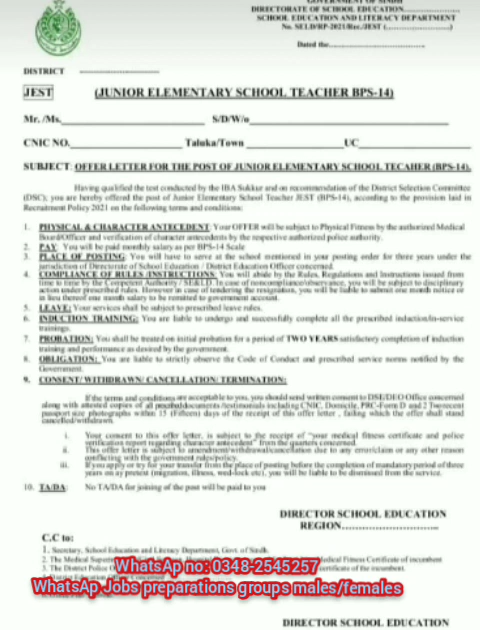 GOVERNMENT OF SINDH
DIRECTORATE OF SCHOOL EDUCATION
SCHOOL EDUCATION AND LITERACY DEPARTMENT
No. SELD/RP-2021/Rec./JEST (
Dated the
DISTRICT
JEST (JUNIOR ELEMENTARY SCHOOL TEACHER BPS-14)
Mr. /Ms. S/D/W/o
CNIC NO. Taluka/Town UC
SUBJECT: OFFER LETTER FOR THE POST OF JUNIOR ELEMENTARY SCHOOL TECAHER (BPS-14).
Having qualified the test conducted by the IBA Sukkur and on recommendation of the District Selection Committee
(DSC), you are hereby offered the post of Junior Elementary School Teacher JEST (BPS-14), according to the provision laid in
Recruitment Policy 2021 on the following terms and conditions:
1. PHYSICAL & CHARACTER ANTECEDENT: Your OFFER will be subject to Physical Fitness by the authorized Medical
Board/Officer and verification of character antecedents by the respective authorized police authority.
2. PAY: You will be paid monthly salary as per BPS-14 Scale
3. PLACE OF POSTING: You will have to serve at the school mentioned in your posting order for three years under the
jurisdiction of Directorate of School Education / District Education Officer concerned.
4. COMPLIANCE OF RULES /INSTRUCTIONS: You will abide by the Rules, Regulations and Instructions issued from
time to time by the Competent Authority / SE&LD. In case of noncompliance/observance, you will be subject to disciplinary
action under prescribed rules. However in case of tendering the resignation, you will be liable to submit one month notice or
in lieu thereof one month salary to be remitted to government account.
5. LEAVE: Your services shall be subject to prescribed leave rules.
6. INDUCTION TRAINING: You are liable to undergo and successfully complete all the prescribed induction/in-service
trainings.
7. PROBATION: You shall be treated on initial probation for a period of TWO YEARS satisfactory completion of induction
training and performance as desired by the government.
8. OBLIGATION: You are liable to strictly observe the Code of Conduct and prescribed service norms notified by the
Government.
9. CONSENT/ WITHDRAWN/ CANCELLATION/ TERMINATION:
If the terms and conditions are acceptable to you, you should send written consent to DSE/DEO Office concerned
along with attested copies of all prescribed documents/testimonials including CNIC, Domicile, PRC-Form D and 2 Two recent
passport size photographs within 15 (Fifteen) days of the receipt of this offer letter , failing which the offer shall stand
cancelled/withdrawn.
i. Your consent to this offer letter, is subject to the receipt of "your medical fitness certificate and police
verification report regarding character antecedent" from the quarters concerned.
ii. This offer letter is subject to amendment/withdrawal/cancellation due to any error/claim or any other reason
conflicting with the government rules/policy.
iii. If you apply or try for your transfer from the place of posting before the completion of mandatory period of three
years on any pretext (migration, illness, wed-lock etc), you will be liable to be dismissed from the service.
10. TA/DA: No TA/DA for joining of the post will be paid to you
DIRECTOR SCHOOL EDUCATION
REGION
C.C to:
1. Secretary, School Education and Literacy Department, Govt. of Sindh.
2. The Medical Medical Fitness Certificate of incumbent
3. The District Police certificate of the incumbent.
WhatsAp no: 0348-2545257
WhatsAp Jobs preparations groups males/females
DIRECTOR SCHOOL EDUCATION